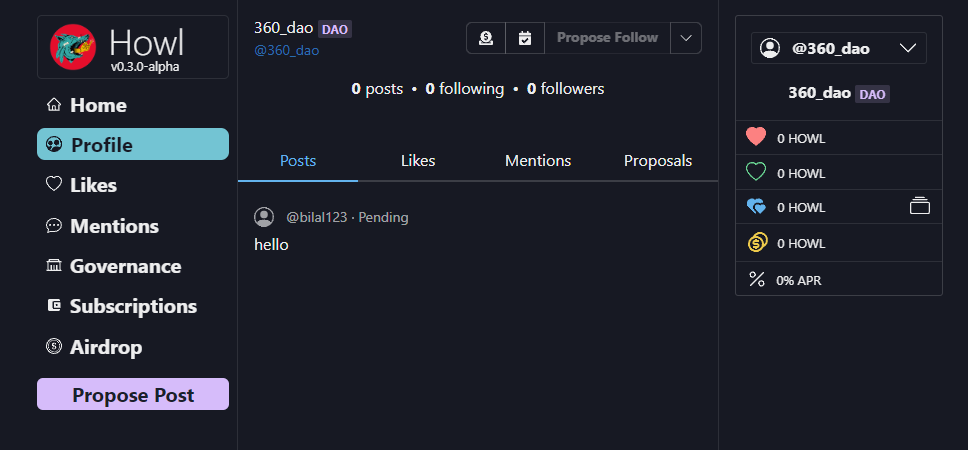 Howl
v0.3.0-alpha
Home
Profile
Likes
Mentions
Governance
Subscriptions
Airdrop
Propose Post
360_dao DAO
@360_dao
Propose Follow
0 posts • 0 following • 0 followers
Posts Likes Mentions Proposals
@bilal123 · Pending
hello
@360_dao
360_dao DAO
0 HOWL
0 HOWL
0 HOWL
0 HOWL
0% APR